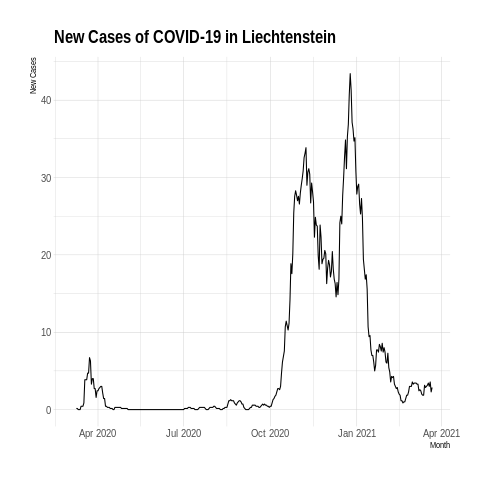 New Cases of COVID-19 in Liechtenstein
New Cases
40
30
20
10
0
Apr 2020 Jul 2020 Oct 2020 Jan 2021 Apr 2021
Month